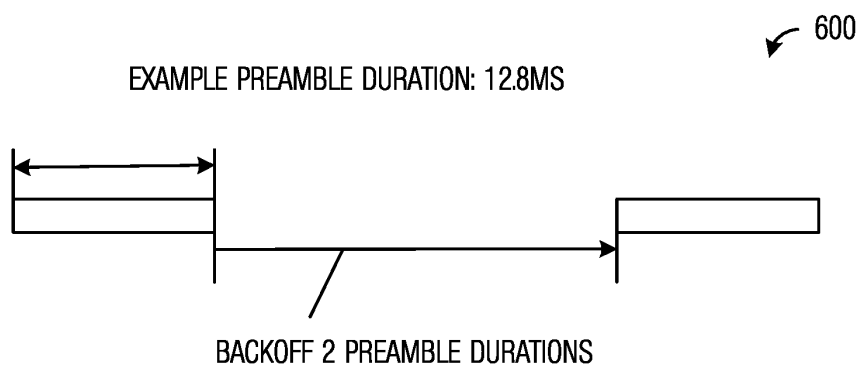 600
EXAMPLE PREAMBLE DURATION: 12.8MS
BACKOFF 2 PREAMBLE DURATIONS